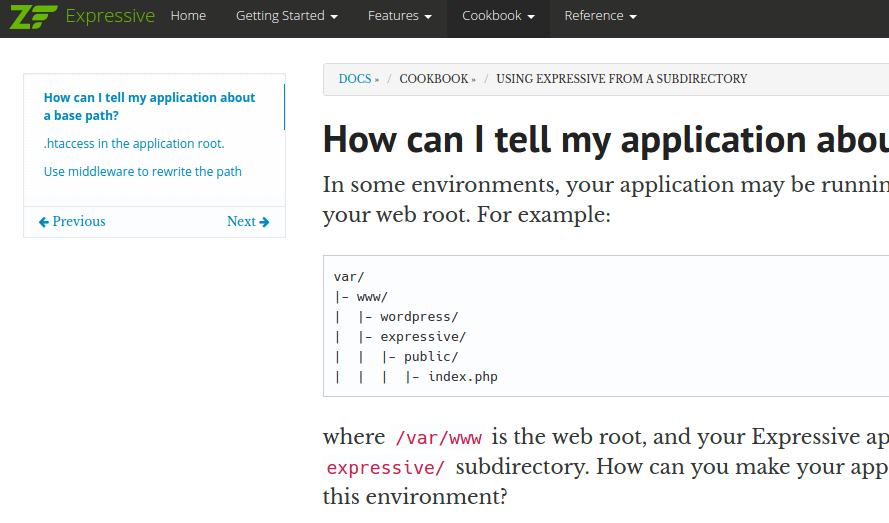 ZF Expressive Home Getting Started Features Cookbook Reference
How can I tell my application about
a base path?
.htaccess in the application root.
Use middleware to rewrite the path
← Previous Next →
DOCS » / COOKBOOK » / USING EXPRESSIVE FROM A SUBDIRECTORY
How can I tell my application abou
In some environments, your application may be runnin
your web root. For example:
var/
|- www/
| |- wordpress/
| |- expressive/
| | |- public/
| | | |- index.php
where /var/www is the web root, and your Expressive ap
expressive/ subdirectory. How can you make your app
this environment?